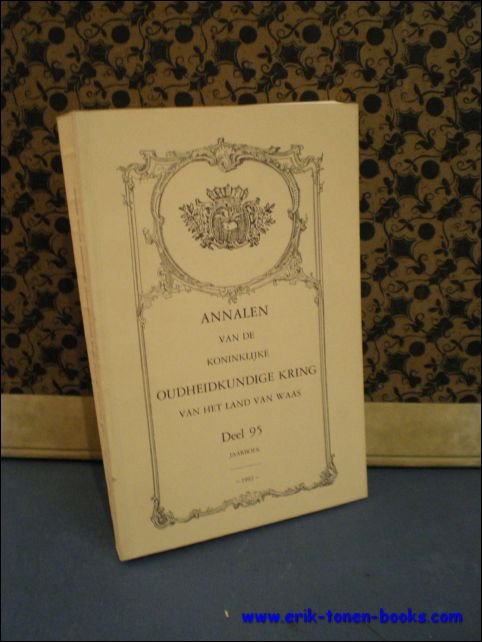 ANNALEN
VAN DE
KONINKLIJKE
OUDHEIDKUNDIGE KRING
VAN HET LAND VAN WAAS
Deel 95
JAARBOEK
– 1992 –
www.erik-tonen-books.com